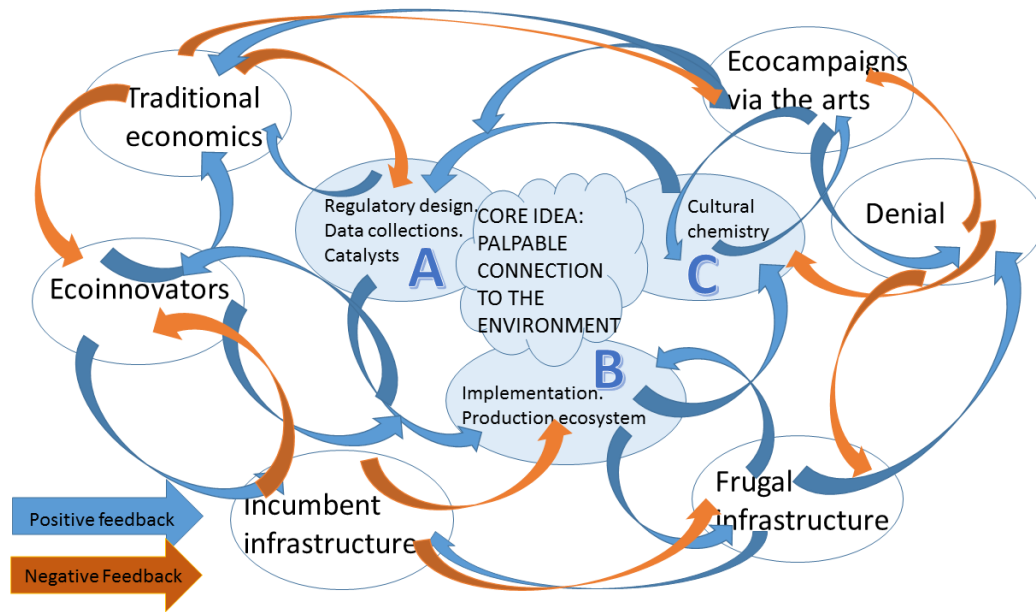 Traditional
economics
Ecocampaigns
via the arts
Denial
Regulatory design.
Data collections.
Catalysts
A
CORE IDEA:
PALPABLE
CONNECTION
TO THE
ENVIRONMENT
Cultural
chemistry
C
Ecoinnovators
B
Implementation.
Production ecosystem
Incumbent
infrastructure
Frugal
infrastructure
Positive feedback
Negative Feedback